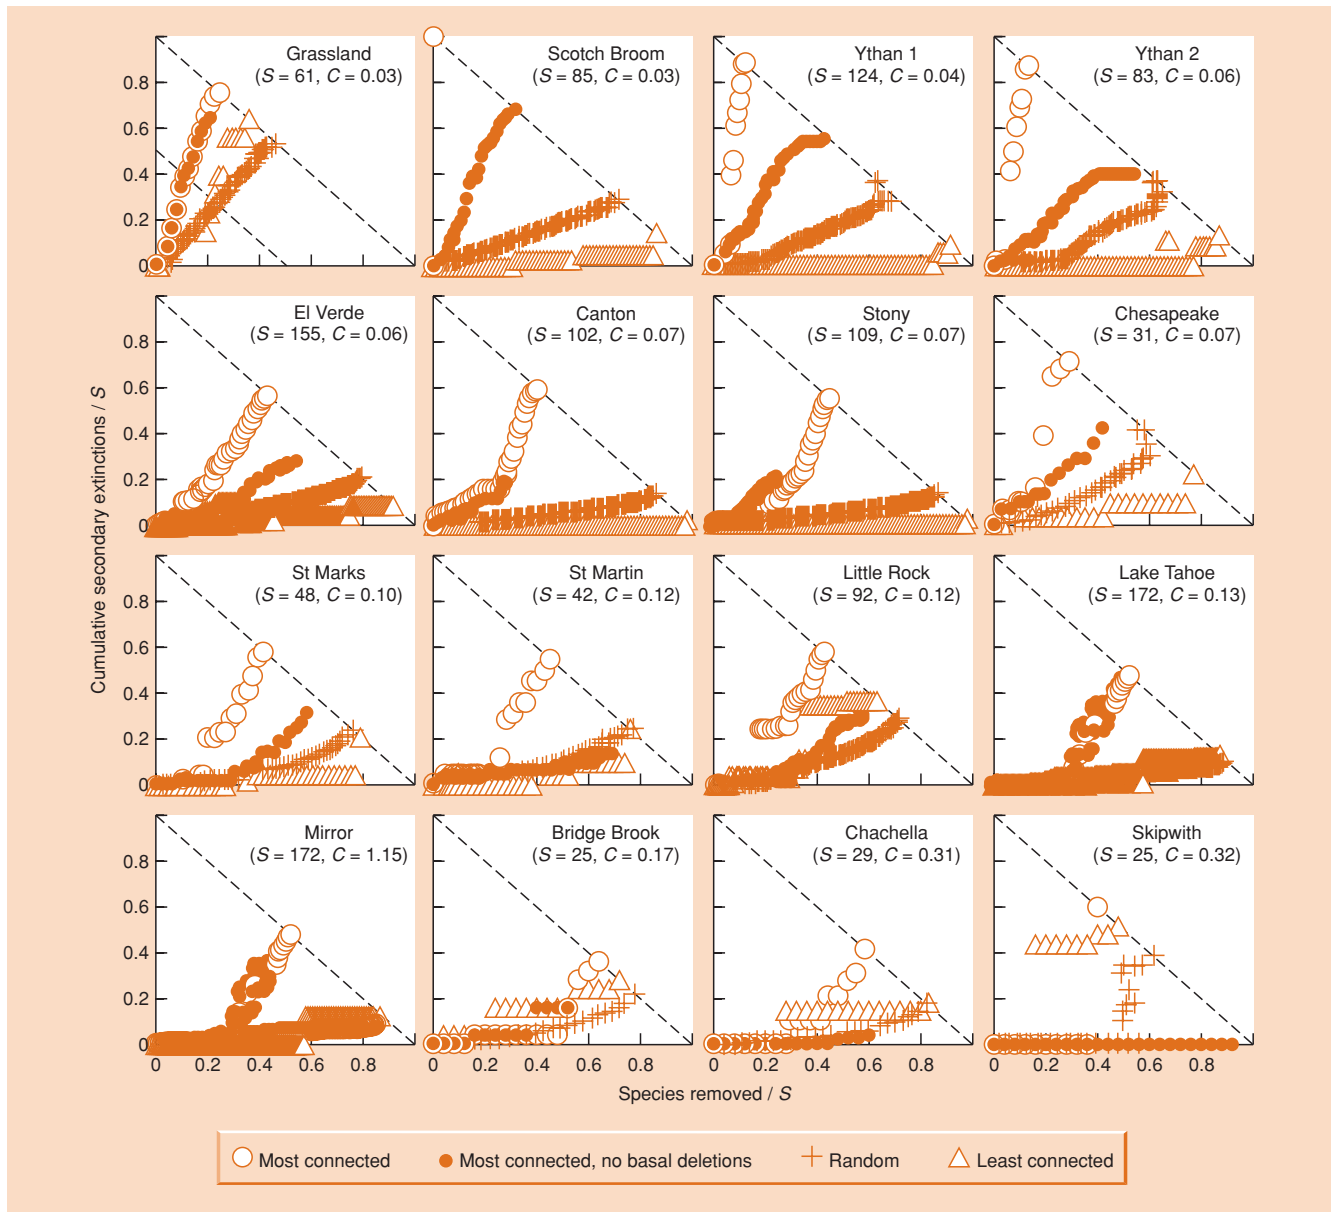 Grassland
(S = 61, C = 0.03)
Scotch Broom
(S = 85, C = 0.03)
Ythan 1
(S = 124, C = 0.04)
Ythan 2
(S = 83, C = 0.06)
0.8
0.6
0.4
0.2
0
El Verde
(S = 155, C = 0.06)
Canton
(S = 102, C = 0.07)
Stony
(S = 109, C = 0.07)
Chesapeake
(S = 31, C = 0.07)
0.8
0.6
0.4
0.2
0
Cumulative secondary extinctions / S
St Marks
(S = 48, C = 0.10)
St Martin
(S = 42, C = 0.12)
Little Rock
(S = 92, C = 0.12)
Lake Tahoe
(S = 172, C = 0.13)
0.8
0.6
0.4
0.2
0
Mirror
(S = 172, C = 1.15)
Bridge Brook
(S = 25, C = 0.17)
Chachella
(S = 29, C = 0.31)
Skipwith
(S = 25, C = 0.32)
0.8
0.6
0.4
0.2
0
0.2 0.4 0.6 0.8
0 0.2 0.4 0.6 0.8
0 0.2 0.4 0.6 0.8
0 0.2 0.4 0.6 0.8
Species removed / S
Most connected
Most connected, no basal deletions
Random
Least connected